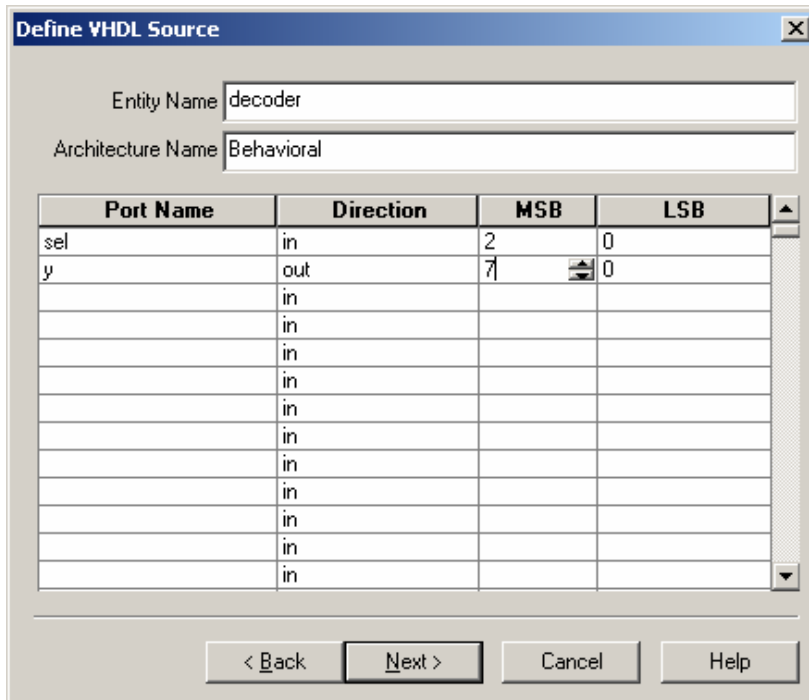 Define VHDL Source
Entity Name decoder
Architecture Name Behavioral
Port Name Direction MSB LSB
sel in 2 0
y out 7 0
in
in
in
in
in
in
in
in
in
in
in
< Back Next > Cancel Help